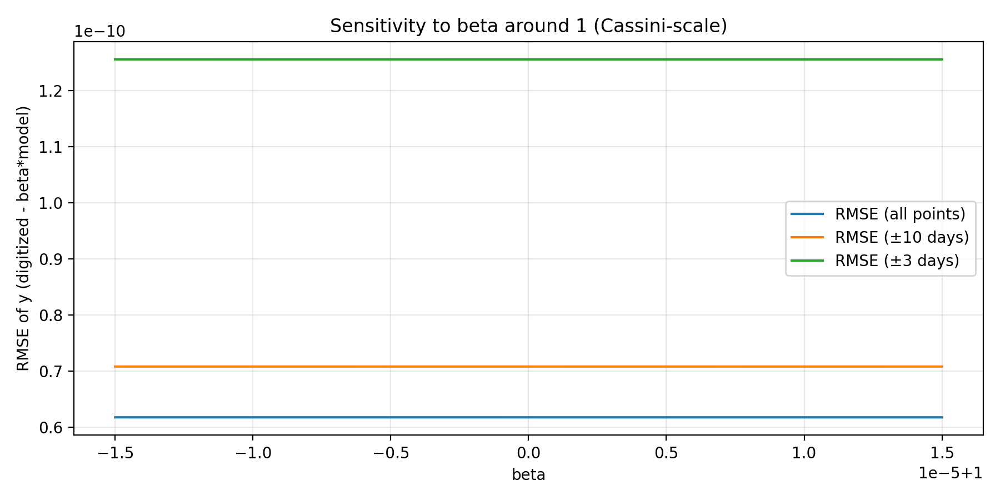 Sensitivity to beta around 1 (Cassini-scale)
1e−10
RMSE of y (digitized - beta*model)
1.2
1.1
1.0
0.9
0.8
0.7
0.6
RMSE (all points)
RMSE (±10 days)
RMSE (±3 days)
−1.5 −1.0 −0.5 0.0 0.5 1.0 1.5
beta
1e−5+1